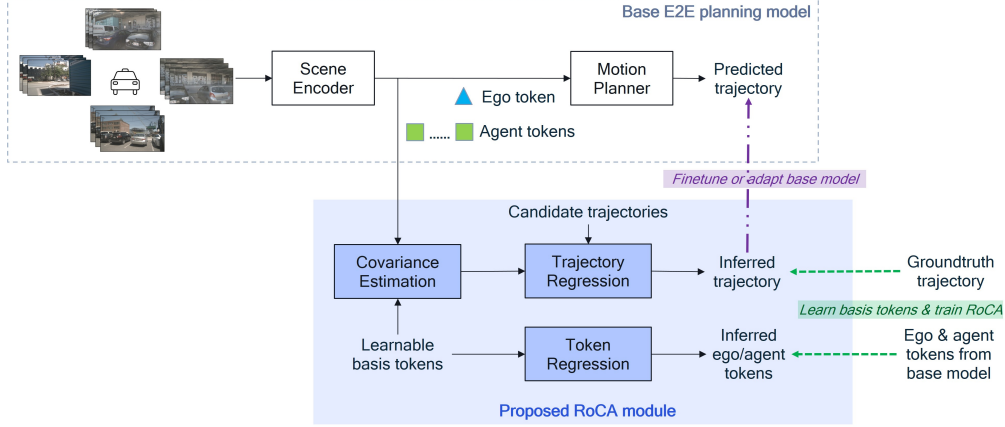 Base E2E planning model
Scene
Encoder
Motion
Planner
Predicted
trajectory
Ego token
...... Agent tokens
Finetune or adapt base model
Candidate trajectories
Covariance
Estimation
Trajectory
Regression
Inferred
trajectory
Groundtruth
trajectory
Learn basis tokens & train RoCA
Learnable
basis tokens
Token
Regression
Inferred
ego/agent
tokens
Ego & agent
tokens from
base model
Proposed RoCA module